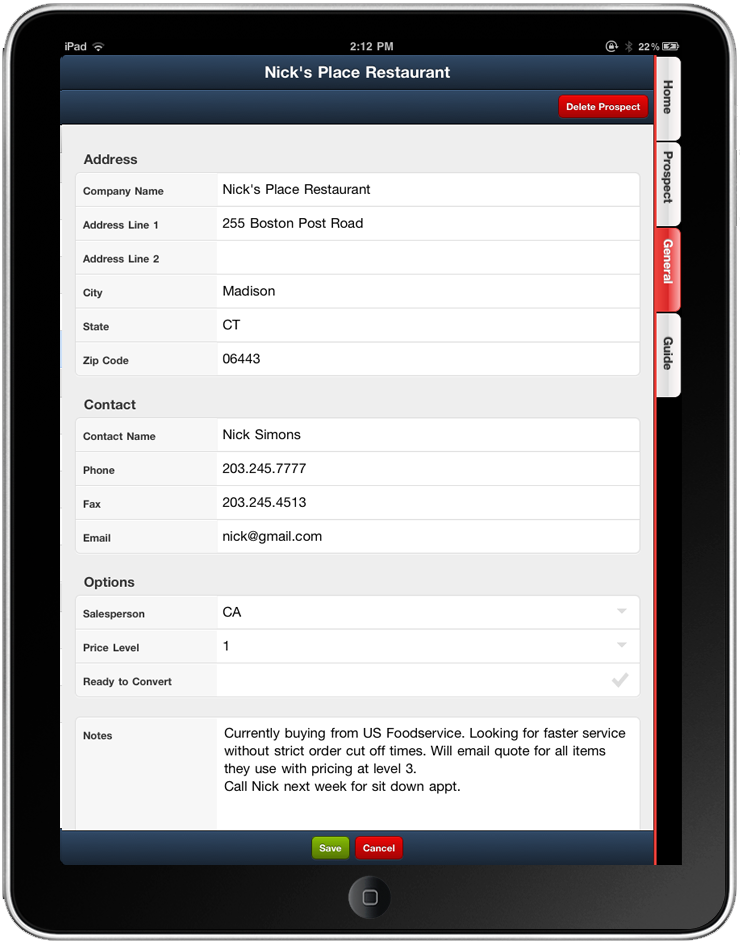 iPad 2:12 PM 22%
Nick's Place Restaurant
Delete Prospect
Home
Prospect
General
Guide
Address
Company Name Nick's Place Restaurant
Address Line 1 255 Boston Post Road
Address Line 2
City Madison
State CT
Zip Code 06443
Contact
Contact Name Nick Simons
Phone 203.245.7777
Fax 203.245.4513
Email nick@gmail.com
Options
Salesperson CA
Price Level 1
Ready to Convert
Notes Currently buying from US Foodservice. Looking for faster service
without strict order cut off times. Will email quote for all items
they use with pricing at level 3.
Call Nick next week for sit down appt.
Save Cancel